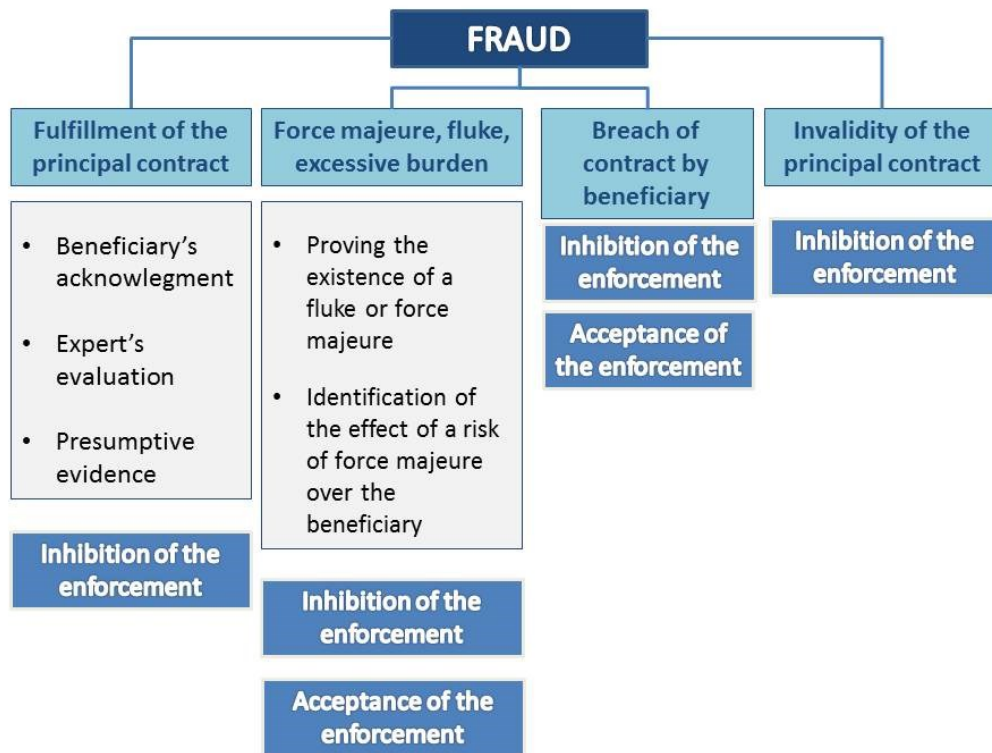 FRAUD
Fulfillment of the
principal contract
• Beneficiary's
acknowlegment
• Expert's
evaluation
• Presumptive
evidence
Inhibition of the
enforcement
Force majeure, fluke,
excessive burden
• Proving the
existence of a
fluke or force
majeure
• Identification of
the effect of a risk
of force majeure
over the
beneficiary
Inhibition of the
enforcement
Acceptance of the
enforcement
Breach of
contract by
beneficiary
Inhibition of the
enforcement
Acceptance of
the enforcement
Invalidity of the
principal contract
Inhibition of the
enforcement